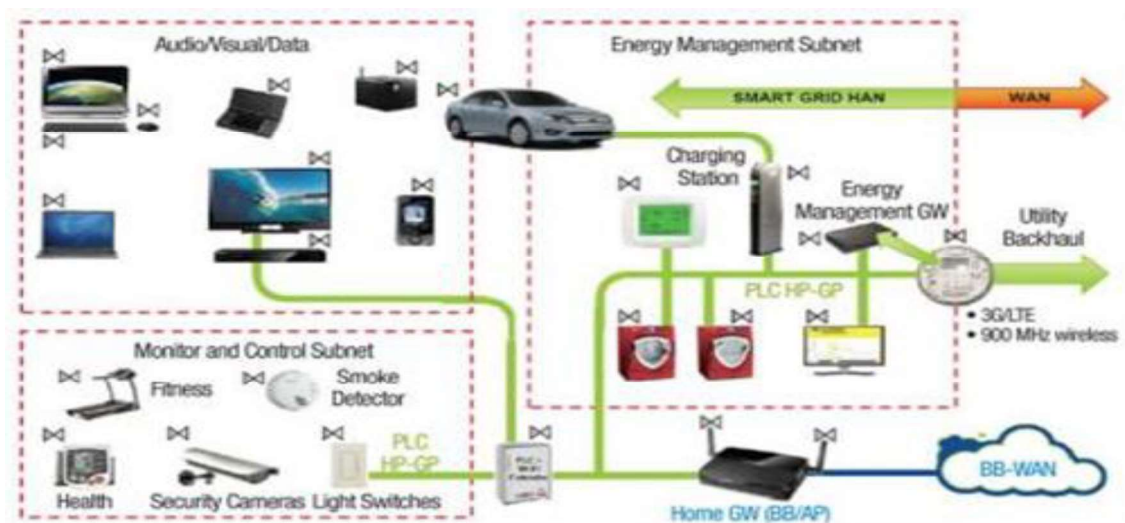 Audio/Visual/Data
Energy Management Subnet
SMART GRID HAN
WAN
Charging
Station
Energy
Management GW
Utility
Backhaul
PLC HP-GP
• 3G/LTE
• 900 MHz wireless
Monitor and Control Subnet
Fitness
Smoke
Detector
PLC
HP-GP
Health
Security Cameras
Light Switches
PLC +
Home GW (BB/AP)
BB-WAN